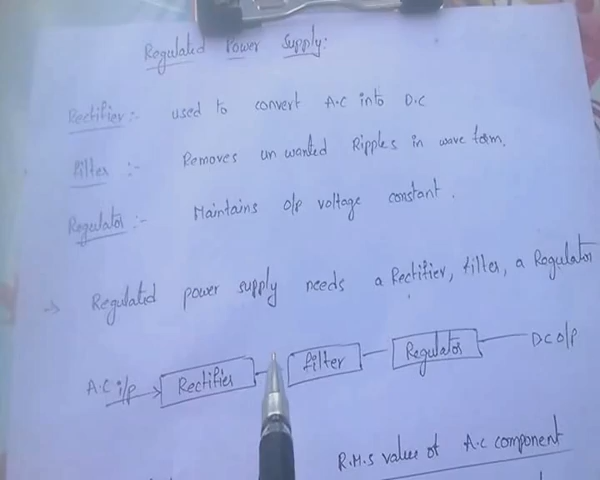 Regulated Power Supply:
Rectifier:- used to convert A.C into D.C
filter:- Removes unwanted Ripples in wave form.
Regulator:- Maintains o/p voltage constant.
→ Regulated power supply needs a Rectifier, filter, a Regulator
A.C i/p → Rectifier filter Regulator DC O/p
R.M.S value of A.C component